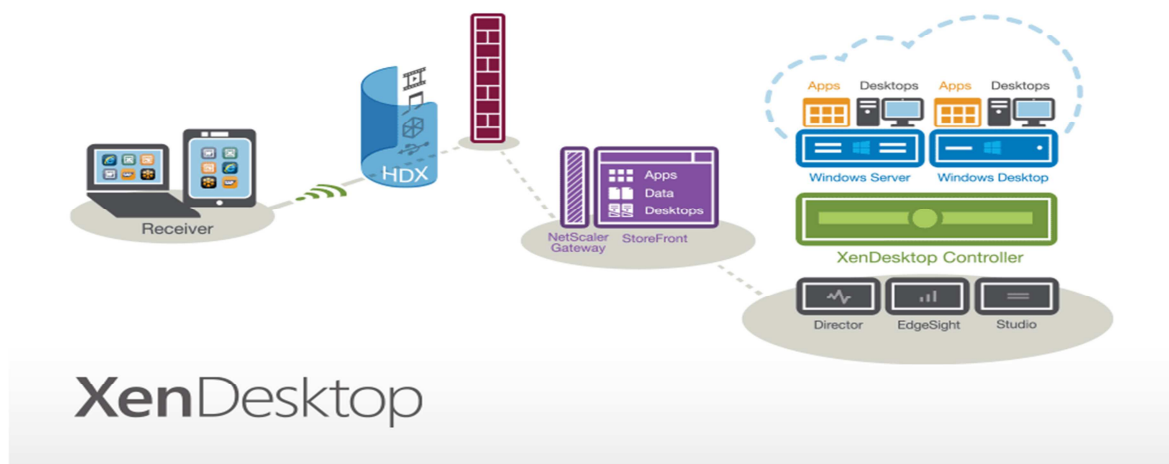 Apps Desktops Apps Desktops
HDX
Apps
Data
Desktops
Windows Server Windows Desktop
Receiver
NetScaler
Gateway
StoreFront
XenDesktop Controller
Director EdgeSight Studio
XenDesktop